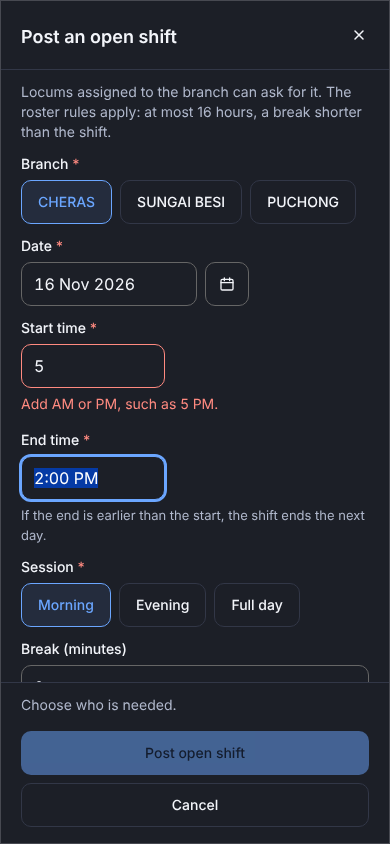 Post an open shift
Locums assigned to the branch can ask for it. The
roster rules apply: at most 16 hours, a break shorter
than the shift.
Branch *
CHERAS
SUNGAI BESI
PUCHONG
Date *
16 Nov 2026
Start time *
5
Add AM or PM, such as 5 PM.
End time *
2:00 PM
If the end is earlier than the start, the shift ends the next
day.
Session *
Morning
Evening
Full day
Break (minutes)
Choose who is needed.
Post open shift
Cancel